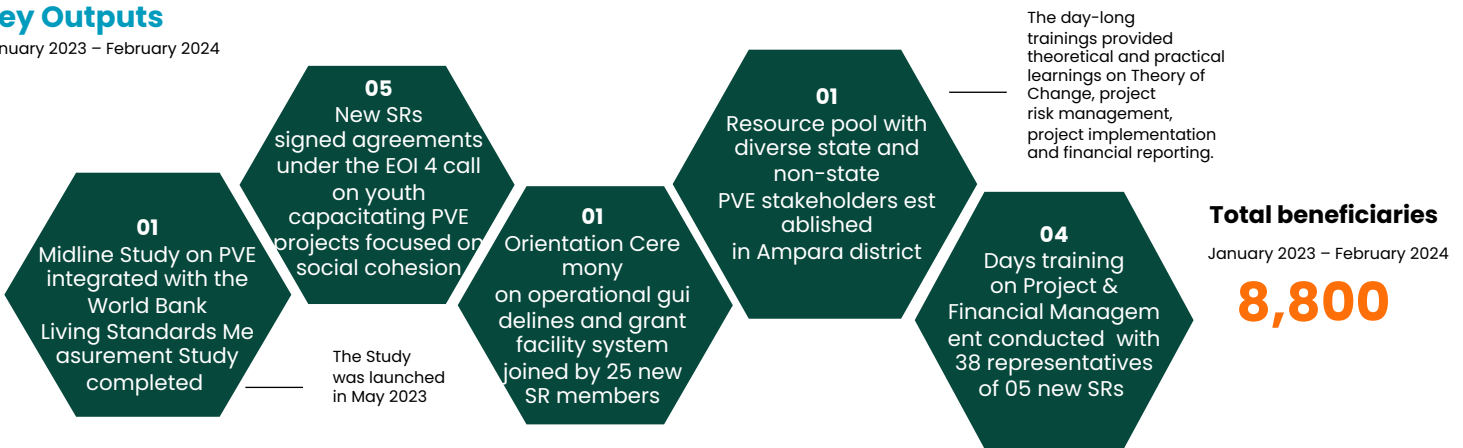 ey Outputs
nuary 2023 – February 2024
01
Midline Study on PVE
integrated with the
World Bank
Living Standards Me
asurement Study
completed
The Study
was launched
in May 2023
05
New SRs
signed agreements
under the EOI 4 call
on youth
capacitating PVE
projects focused on
social cohesion
01
Orientation Cere
mony
on operational gui
delines and grant
facility system
joined by 25 new
SR members
01
Resource pool with
diverse state and
non-state
PVE stakeholders est
ablished
in Ampara district
The day-long
trainings provided
theoretical and practical
learnings on Theory of
Change, project
risk management,
project implementation
and financial reporting.
04
Days training
on Project &
Financial Managem
ent conducted with
38 representatives
of 05 new SRs
Total beneficiaries
January 2023 – February 2024
8,800